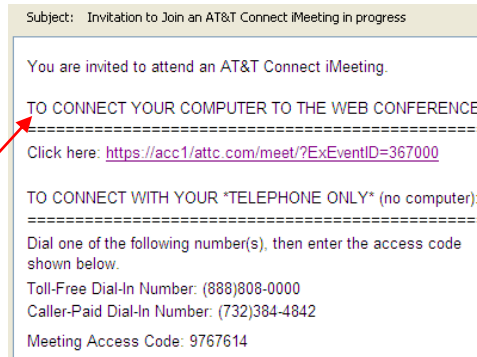 Subject: Invitation to Join an AT&T Connect iMeeting in progress
You are invited to attend an AT&T Connect iMeeting.
TO CONNECT YOUR COMPUTER TO THE WEB CONFERENCE
================================================
Click here: https://acc1/attc.com/meet/?ExEventID=367000
TO CONNECT WITH YOUR *TELEPHONE ONLY* (no computer):
================================================
Dial one of the following number(s), then enter the access code
shown below.
Toll-Free Dial-In Number: (888)808-0000
Caller-Paid Dial-In Number: (732)384-4842
Meeting Access Code: 9767614